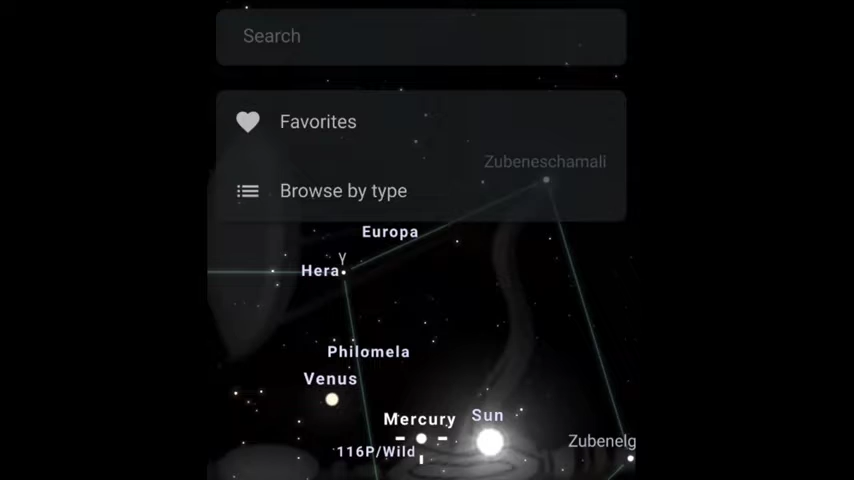 Search
Favorites
Zubeneschamali
Browse by type
Europa
γ
Hera
Philomela
Venus
Mercury
Sun
116P/Wild
Zubenelg